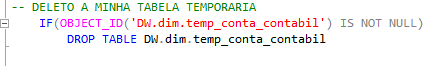 -- DELETO A MINHA TABELA TEMPORARIA
IF(OBJECT_ID('DW.dim.temp_conta_contabil') IS NOT NULL)
DROP TABLE DW.dim.temp_conta_contabil